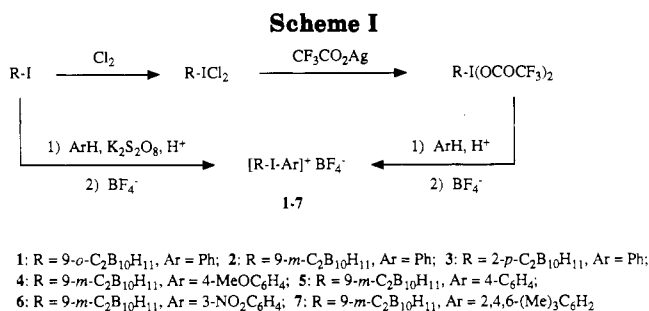 Scheme I
R-I
Cl₂
R-ICl₂
CF₃CO₂Ag
R-I(OCOCF₃)₂
1) ArH, K₂S₂O₈, H⁺
2) BF₄⁻
[R-I-Ar]⁺ BF₄⁻
1-7
1) ArH, H⁺
2) BF₄⁻
1: R = 9-o-C₂B₁₀H₁₁, Ar = Ph; 2: R = 9-m-C₂B₁₀H₁₁, Ar = Ph; 3: R = 2-p-C₂B₁₀H₁₁, Ar = Ph;
4: R = 9-m-C₂B₁₀H₁₁, Ar = 4-MeOC₆H₄; 5: R = 9-m-C₂B₁₀H₁₁, Ar = 4-C₆H₄;
6: R = 9-m-C₂B₁₀H₁₁, Ar = 3-NO₂C₆H₄; 7: R = 9-m-C₂B₁₀H₁₁, Ar = 2,4,6-(Me)₃C₆H₂